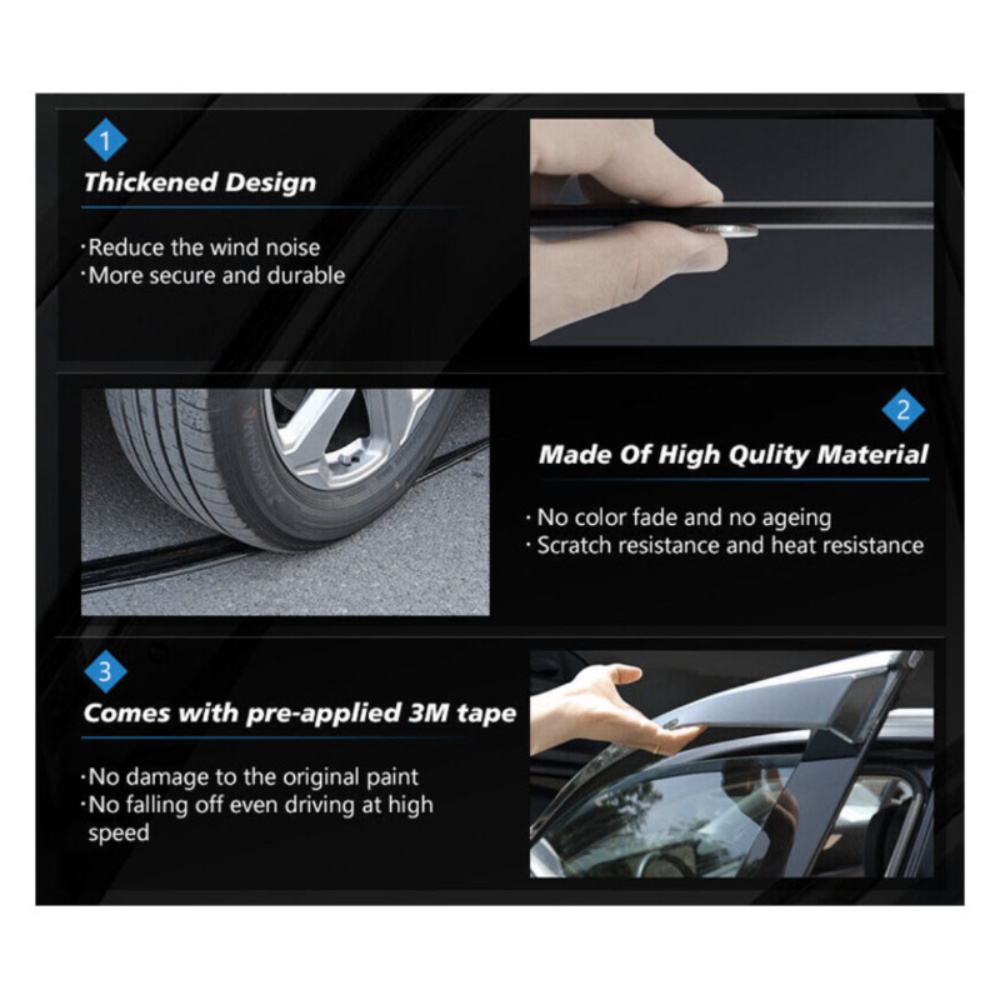 1
Thickened Design
·Reduce the wind noise
·More secure and durable
2
Made Of High Qulity Material
· No color fade and no ageing
· Scratch resistance and heat resistance
3
Comes with pre-applied 3M tape
·No damage to the original paint
·No falling off even driving at high
speed